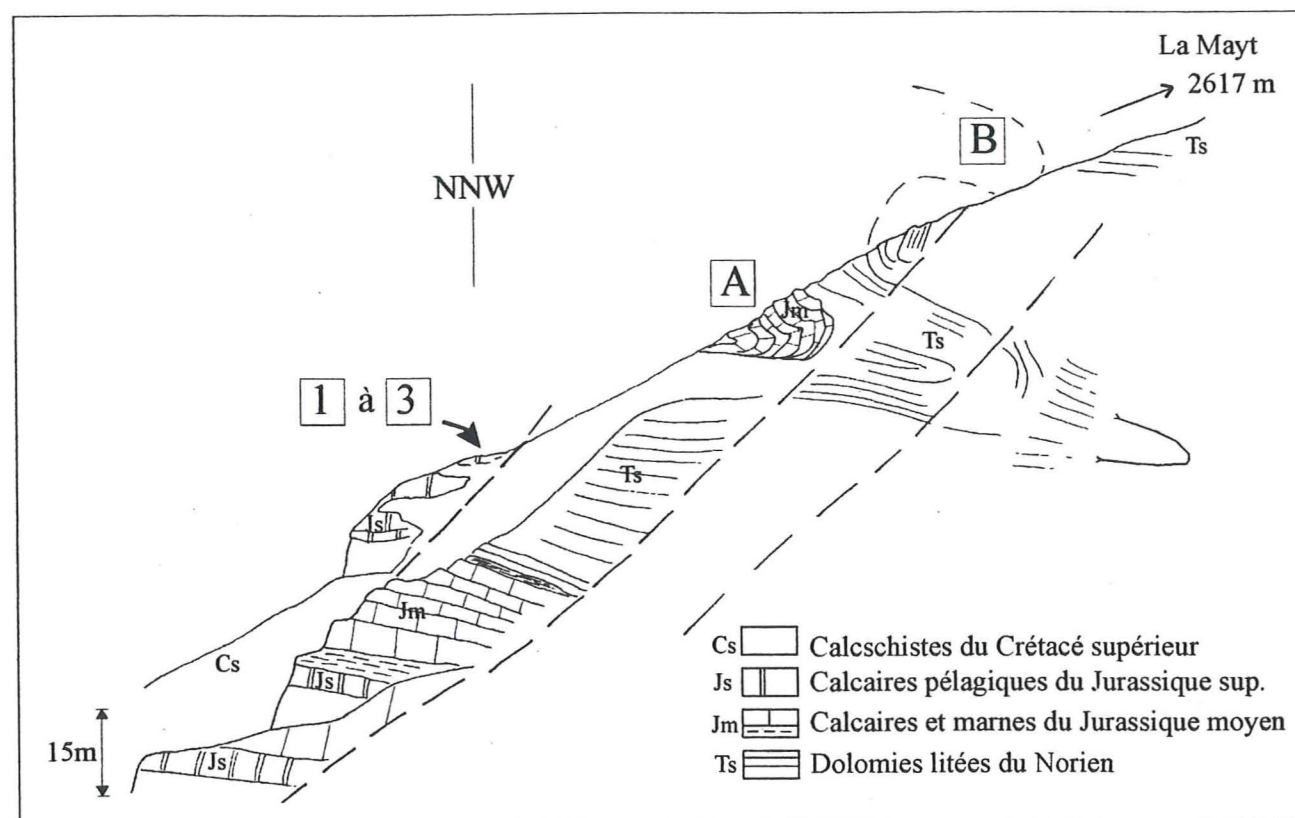 La Mayt
2617 m
B
Ts
NNW
A
Jm
Ts
1 à 3
Ts
Js
Jm
Cs
Js
Js
15m
Cs Calcschistes du Crétacé supérieur
Js Calcaires pélagiques du Jurassique sup.
Jm Calcaires et marnes du Jurassique moyen
Ts Dolomies litées du Norien